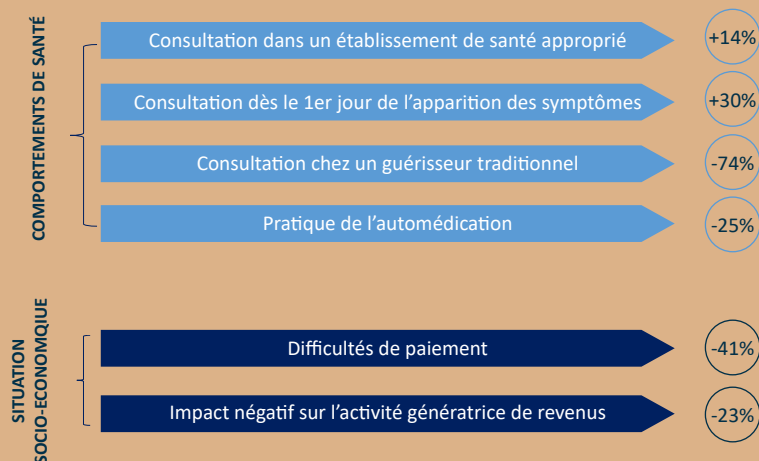 COMPORTEMENTS DE SANTÉ
Consultation dans un établissement de santé approprié
+14%
Consultation dès le 1er jour de l’apparition des symptômes
+30%
Consultation chez un guérisseur traditionnel
-74%
Pratique de l’automédication
-25%
SITUATION
SOCIO-ECONOMQIUE
Difficultés de paiement
-41%
Impact négatif sur l’activité génératrice de revenus
-23%